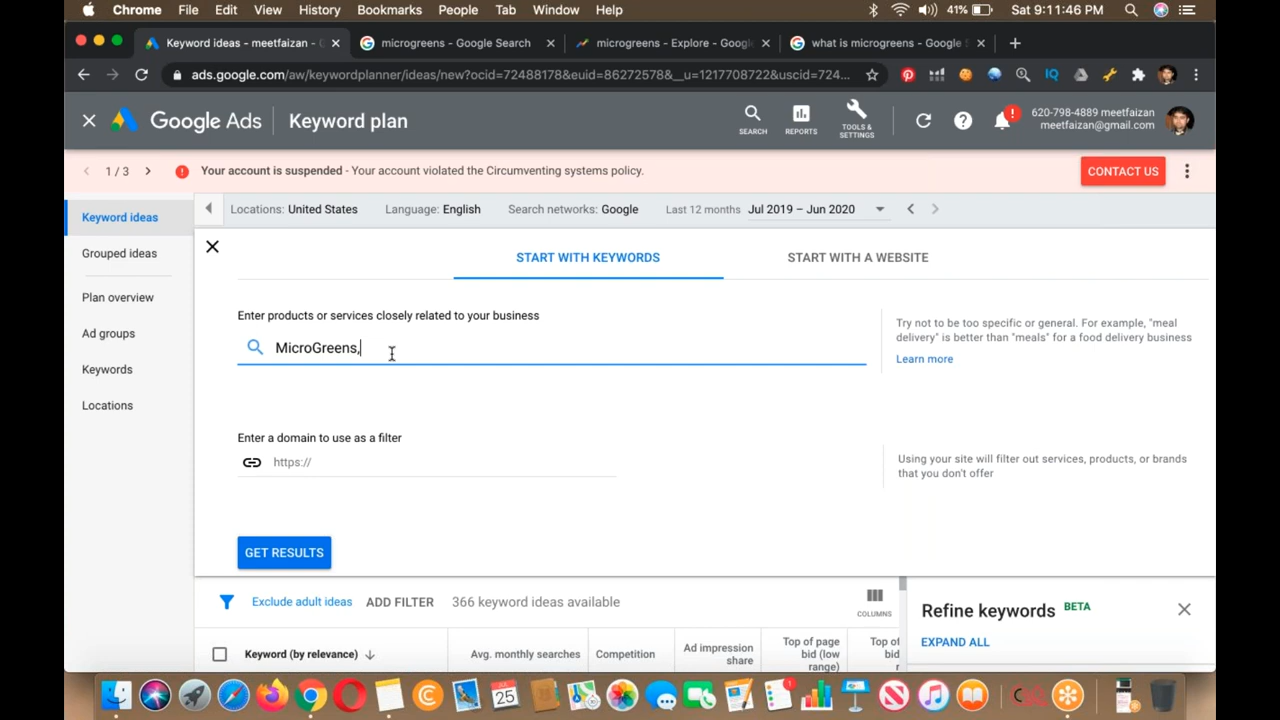 Chrome File Edit View History Bookmarks People Tab Window Help 41% Sat 9:11:46 PM
Keyword ideas - meetfaizan - microgreens - Google Search microgreens - Explore - Google what is microgreens - Google
ads.google.com/aw/keywordplanner/ideas/new?ocid=72488178&euid=86272578&__u=1217708722&uscid=724... IQ
Google Ads Keyword plan
SEARCH REPORTS TOOLS & SETTINGS
!
620-798-4889 meetfaizan
meetfaizan@gmail.com
1 / 3 Your account is suspended - Your account violated the Circumventing systems policy. CONTACT US
Keyword ideas
Grouped ideas
Plan overview
Ad groups
Keywords
Locations
Locations: United States Language: English Search networks: Google Last 12 months Jul 2019 – Jun 2020
START WITH KEYWORDS START WITH A WEBSITE
Enter products or services closely related to your business
MicroGreens,
Try not to be too specific or general. For example, "meal
delivery" is better than "meals" for a food delivery business
Learn more
Enter a domain to use as a filter
https://
Using your site will filter out services, products, or brands
that you don't offer
GET RESULTS
Exclude adult ideas ADD FILTER 366 keyword ideas available
COLUMNS
Refine keywords BETA
EXPAND ALL
Keyword (by relevance) Avg. monthly searches Competition
Ad impression
share
Top of page
bid (low
range)
Top of
bid
25
1